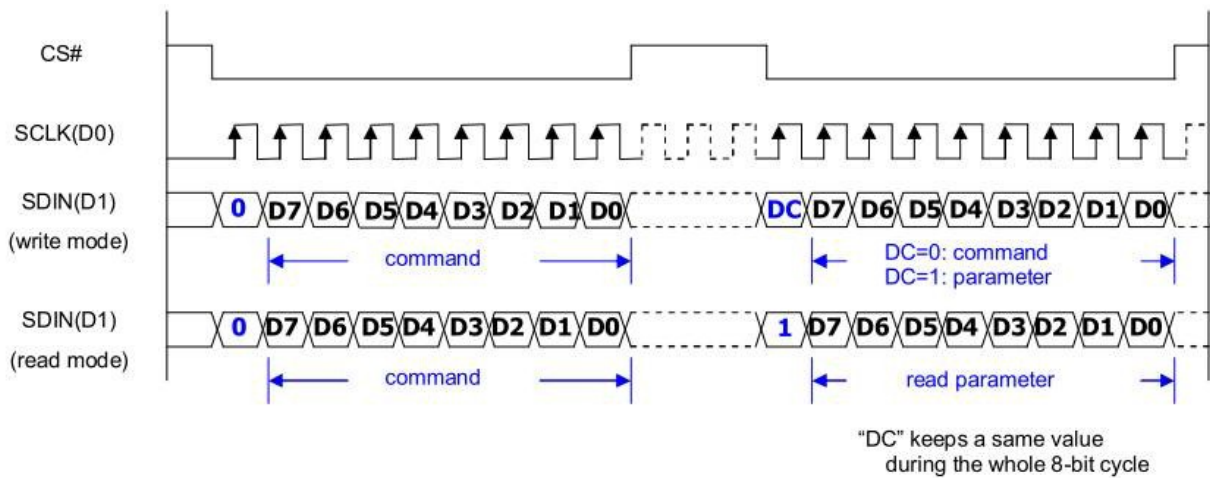 CS#
SCLK(D0)
SDIN(D1)
(write mode)
0 D7 D6 D5 D4 D3 D2 D1 D0 DC D7 D6 D5 D4 D3 D2 D1 D0
command
DC=0: command
DC=1: parameter
SDIN(D1)
(read mode)
0 D7 D6 D5 D4 D3 D2 D1 D0 1 D7 D6 D5 D4 D3 D2 D1 D0
command
read parameter
“DC” keeps a same value
during the whole 8-bit cycle